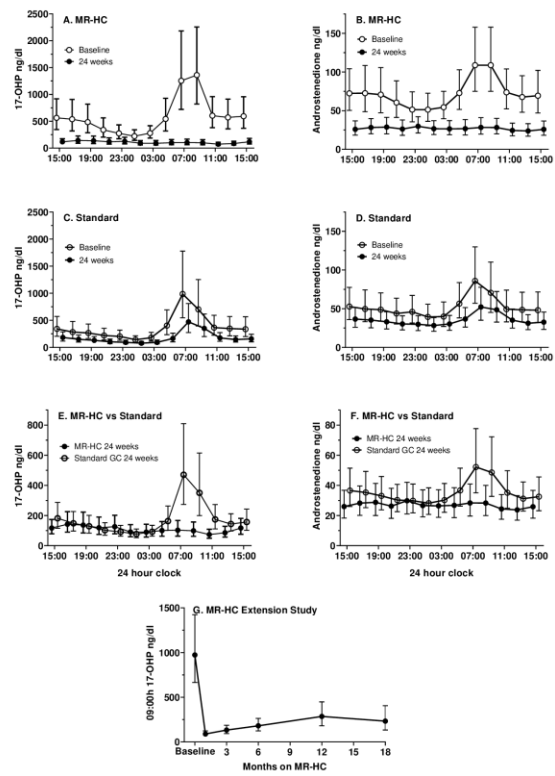 A. MR-HC
Baseline
24 weeks
17-OHP ng/dl
2500
2000
1500
1000
500
0
15:00 19:00 23:00 03:00 07:00 11:00 15:00
B. MR-HC
Baseline
24 weeks
Androstenedione ng/dl
150
100
50
0
15:00 19:00 23:00 03:00 07:00 11:00 15:00
C. Standard
Baseline
24 weeks
17-OHP ng/dl
2500
2000
1500
1000
500
0
15:00 19:00 23:00 03:00 07:00 11:00 15:00
D. Standard
Baseline
24 weeks
Androstenedione ng/dl
150
100
50
0
15:00 19:00 23:00 03:00 07:00 11:00 15:00
E. MR-HC vs Standard
MR-HC 24 weeks
Standard GC 24 weeks
17-OHP ng/dl
800
600
400
200
0
15:00 19:00 23:00 03:00 07:00 11:00 15:00
24 hour clock
F. MR-HC vs Standard
MR-HC 24 weeks
Standard GC 24 weeks
Androstenedione ng/dl
80
60
40
20
0
15:00 19:00 23:00 03:00 07:00 11:00 15:00
24 hour clock
G. MR-HC Extension Study
09:00h 17-OHP ng/dl
1500
1000
500
0
Baseline 3 6 9 12 15 18
Months on MR-HC